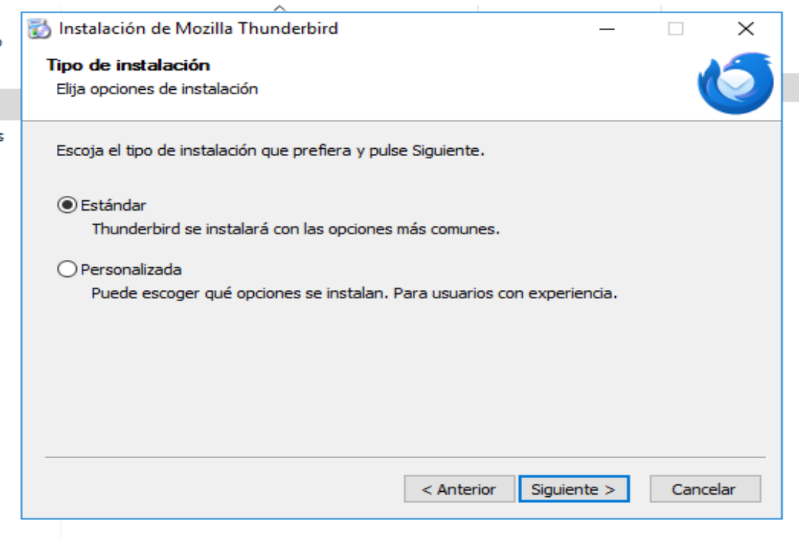 Instalación de Mozilla Thunderbird
Tipo de instalación
Elija opciones de instalación
Escoja el tipo de instalación que prefiera y pulse Siguiente.
Estándar
Thunderbird se instalará con las opciones más comunes.
Personalizada
Puede escoger qué opciones se instalan. Para usuarios con experiencia.
< Anterior
Siguiente >
Cancelar